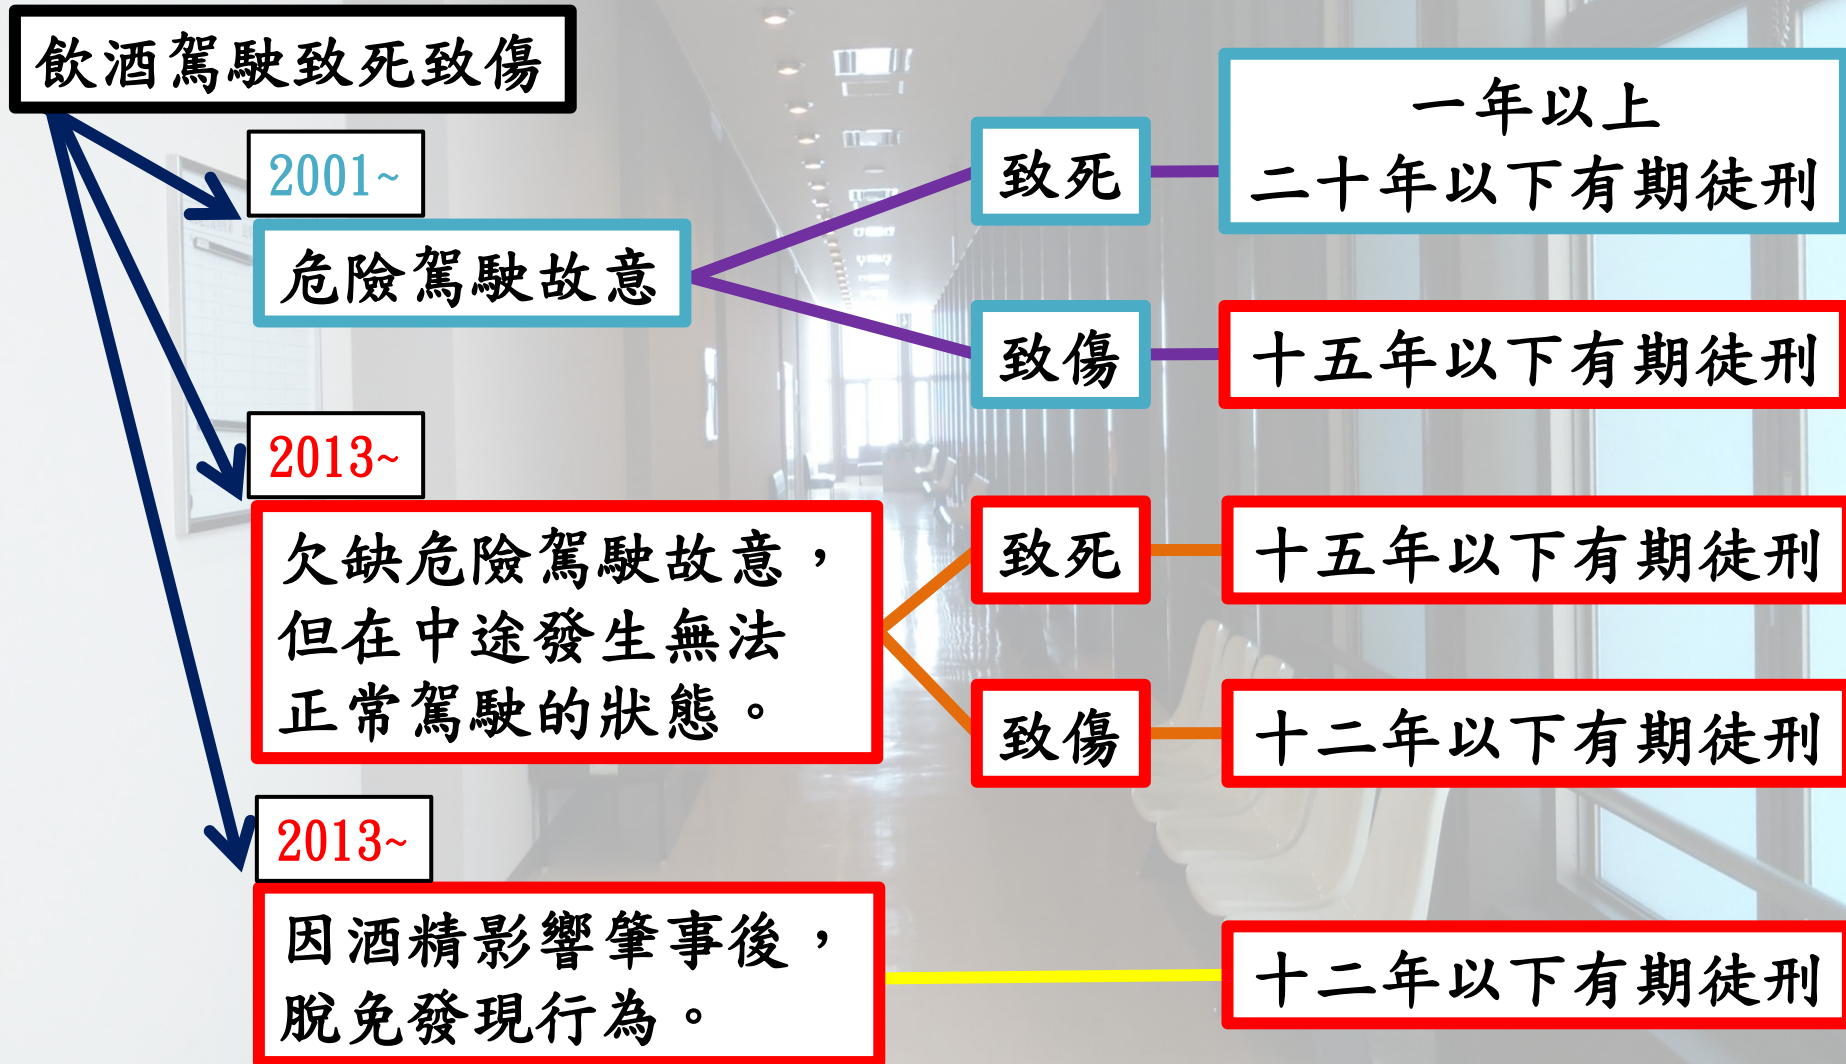 飲酒駕駛致死致傷
2001~
危險駕駛故意
致死
一年以上
二十年以下有期徒刑
致傷
十五年以下有期徒刑
2013~
欠缺危險駕駛故意，
但在中途發生無法
正常駕駛的狀態。
致死
十五年以下有期徒刑
致傷
十二年以下有期徒刑
2013~
因酒精影響肇事後，
脫免發現行為。
十二年以下有期徒刑